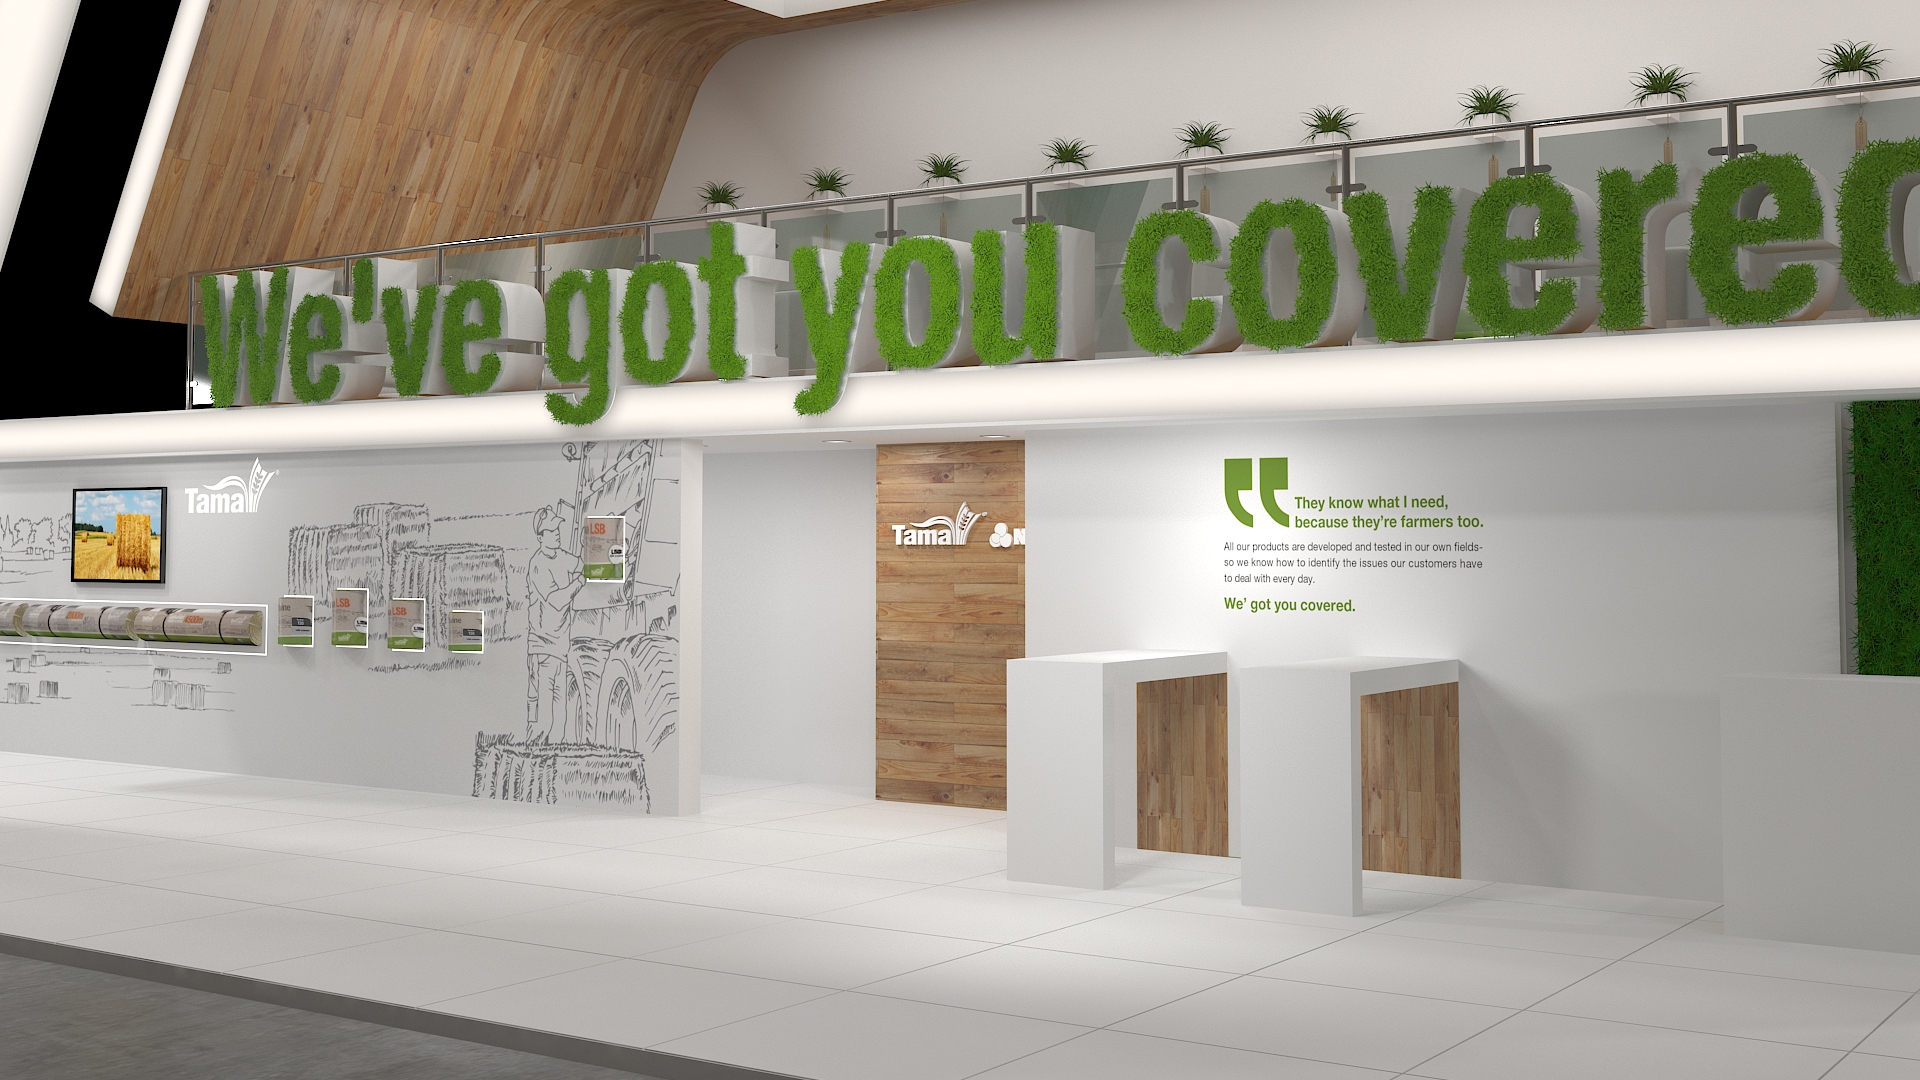 We've got you covered
Tama
LSB
LSB
LSB
Tama
They know what I need,
because they're farmers too.
All our products are developed and tested in our own fields-
so we know how to identify the issues our customers have
to deal with every day.
We' got you covered.